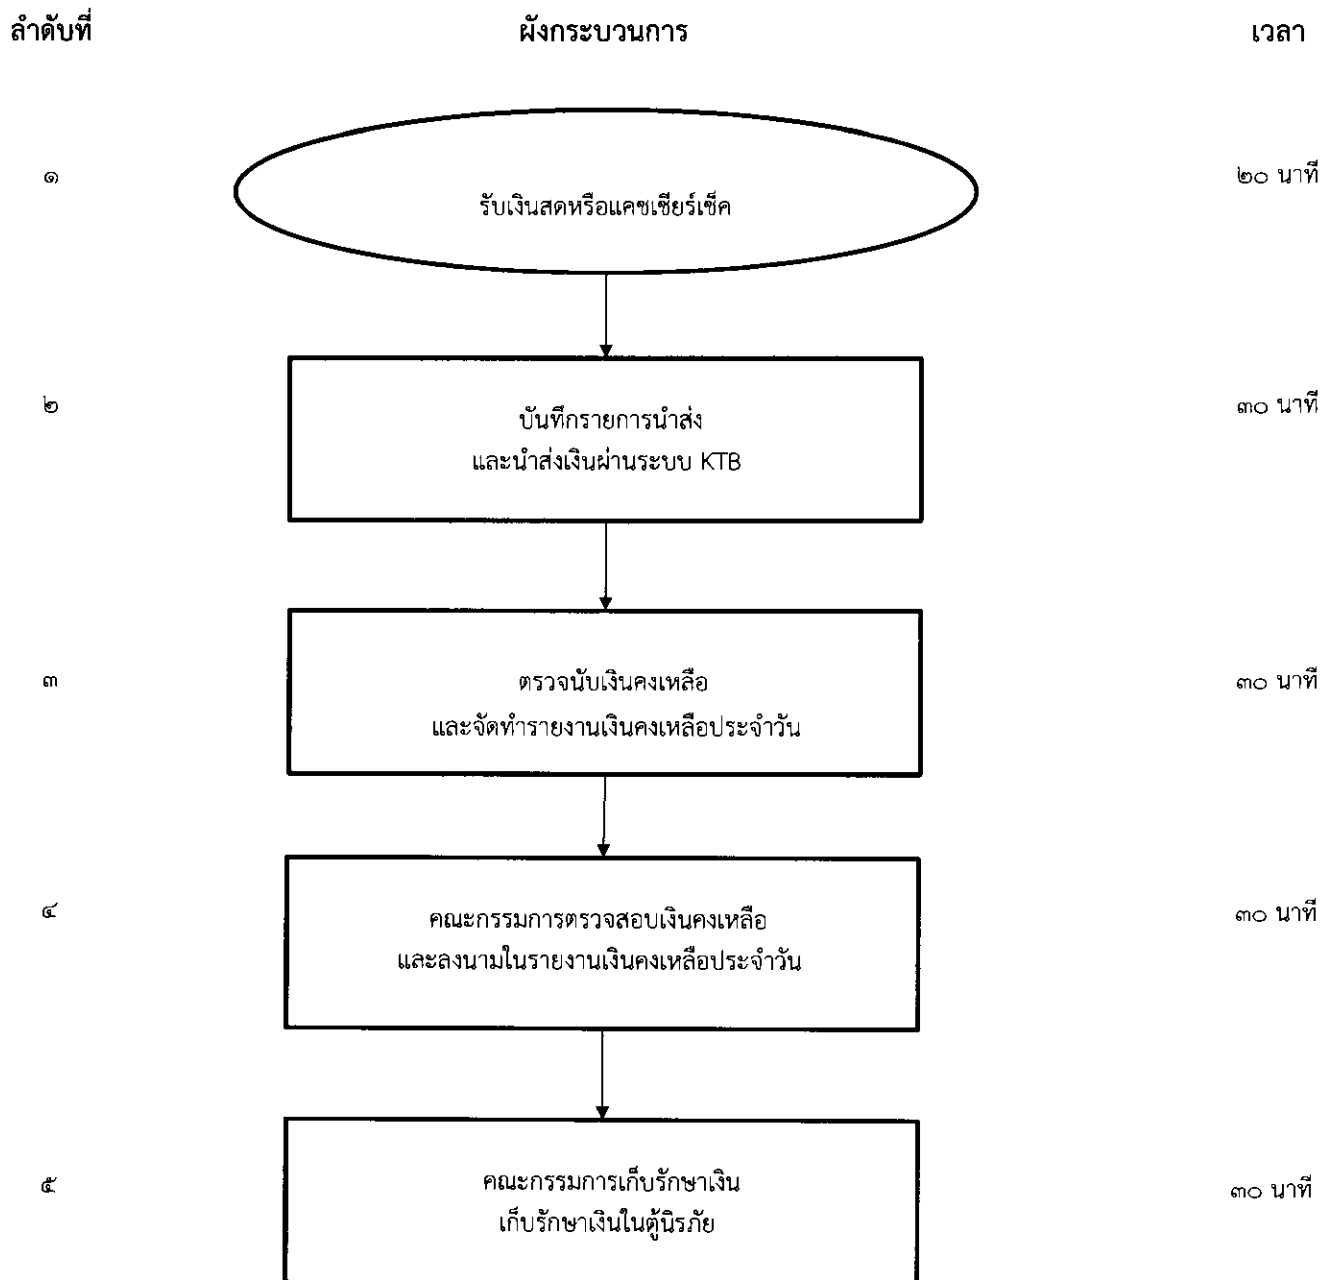 ลำดับที่ ผังกระบวนการ เวลา
๑ รับเงินสดหรือแคชเชียร์เช็ค ๒๐ นาที
๒ บันทึกรายการนำส่ง ๓๐ นาที
และนำส่งเงินผ่านระบบ KTB
๓ ตรวจนับเงินคงเหลือ ๓๐ นาที
และจัดทำรายงานเงินคงเหลือประจำวัน
๔ คณะกรรมการตรวจสอบเงินคงเหลือ ๓๐ นาที
และลงนามในรายงานเงินคงเหลือประจำวัน
๕ คณะกรรมการเก็บรักษาเงิน ๓๐ นาที
เก็บรักษาเงินในตู้นิรภัย